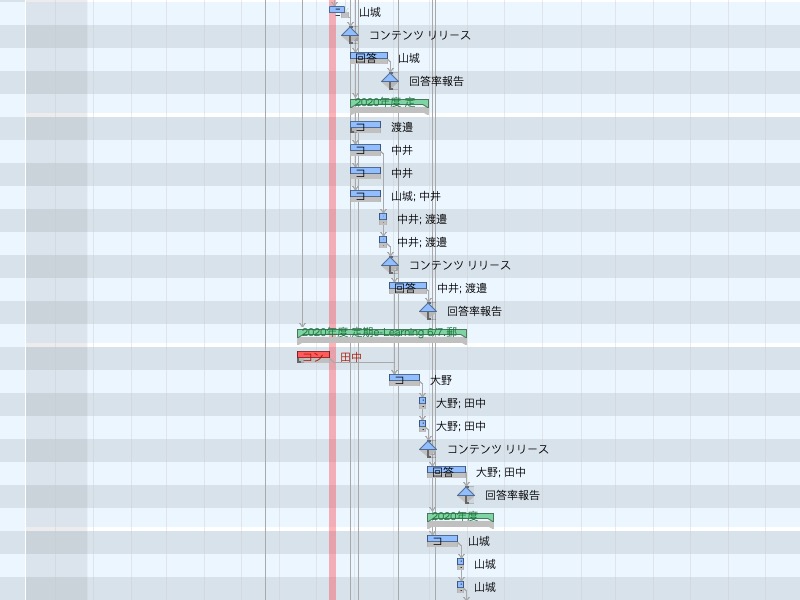 山城
コンテンツ リリース
回答 山城
回答率報告
2020年度 定
コ 渡邉
コ 中井
コ 中井
コ 山城; 中井
中井; 渡邉
中井; 渡邉
コンテンツ リリース
回答 中井; 渡邉
回答率報告
2020年度 定期e-Learning 6/7.郵
コン 田中
コ 大野
大野; 田中
大野; 田中
コンテンツ リリース
回答 大野; 田中
回答率報告
2020年度
コ 山城
山城
山城